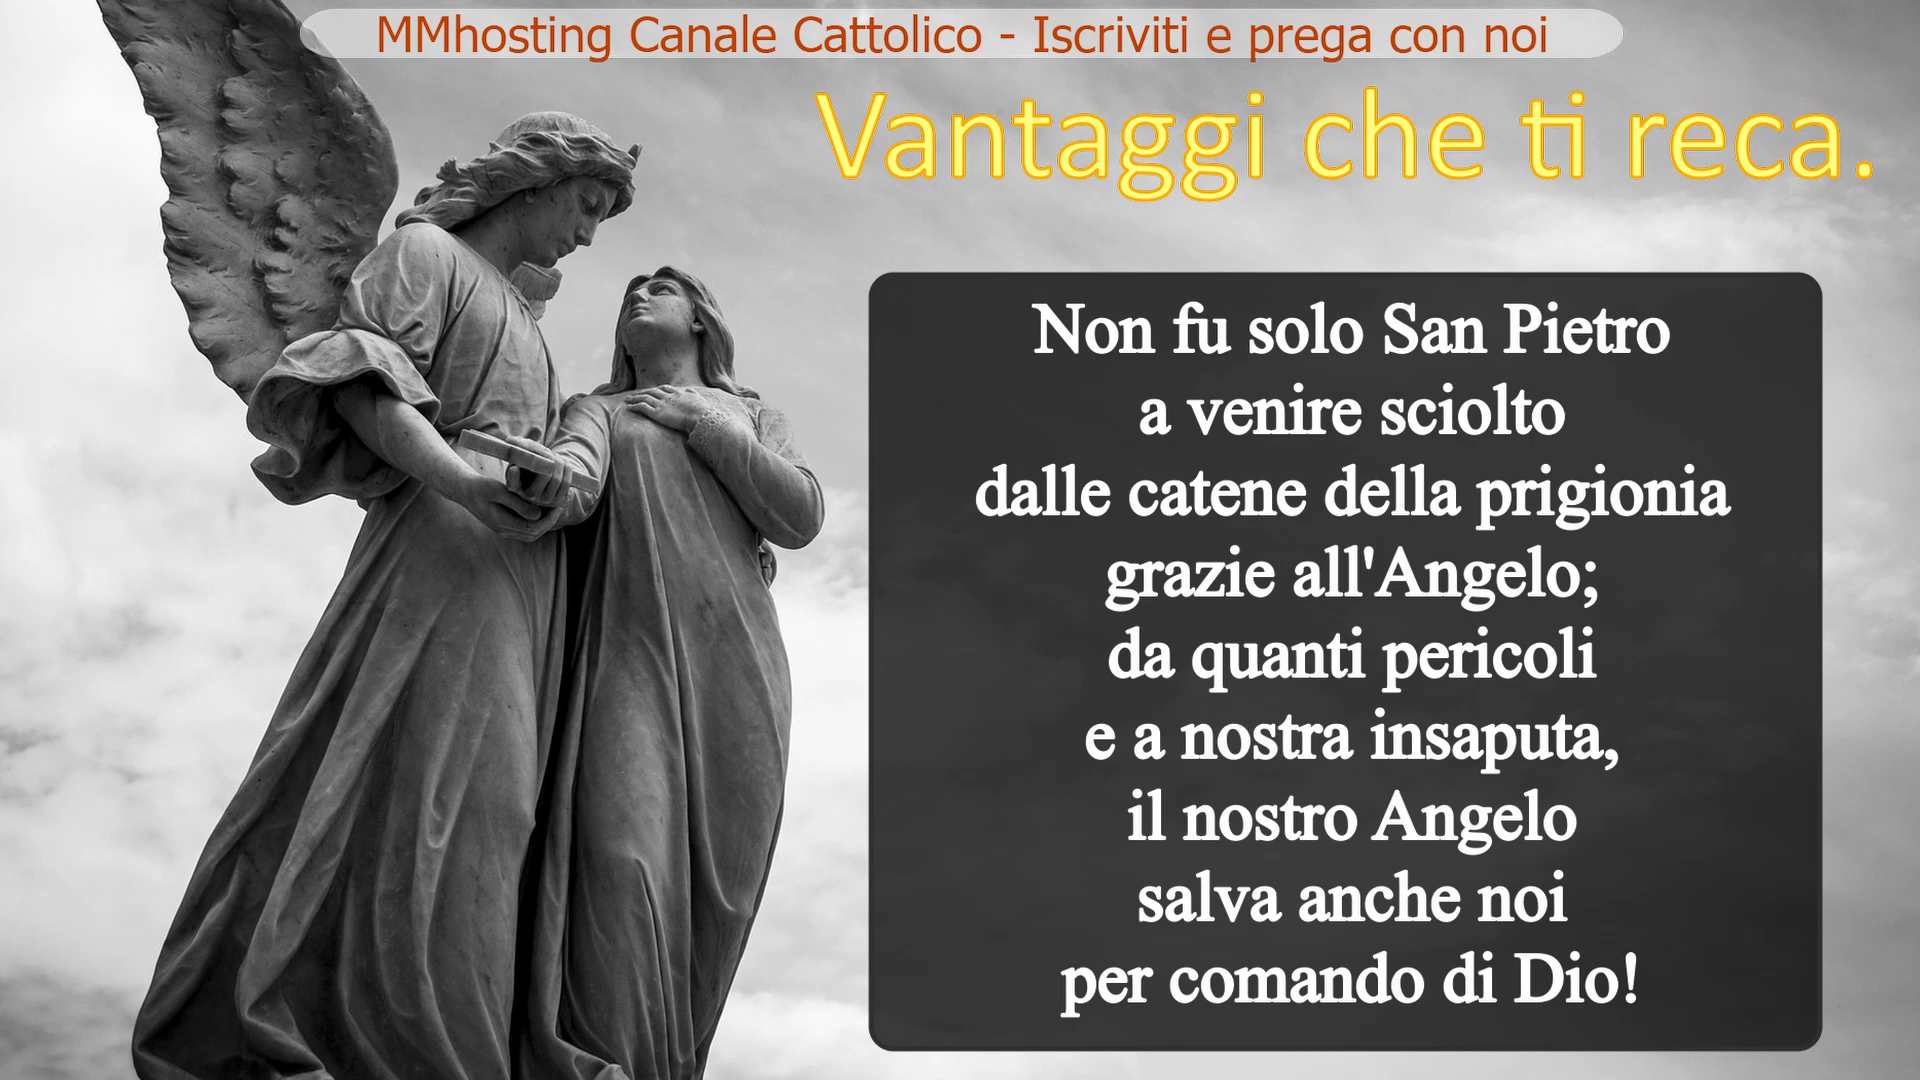 MMhosting Canale Cattolico - Iscriviti e prega con noi
Vantaggi che ti reca.
Non fu solo San Pietro
a venire sciolto
dalle catene della prigionia
grazie all'Angelo;
da quanti pericoli
e a nostra insaputa,
il nostro Angelo
salva anche noi
per comando di Dio!